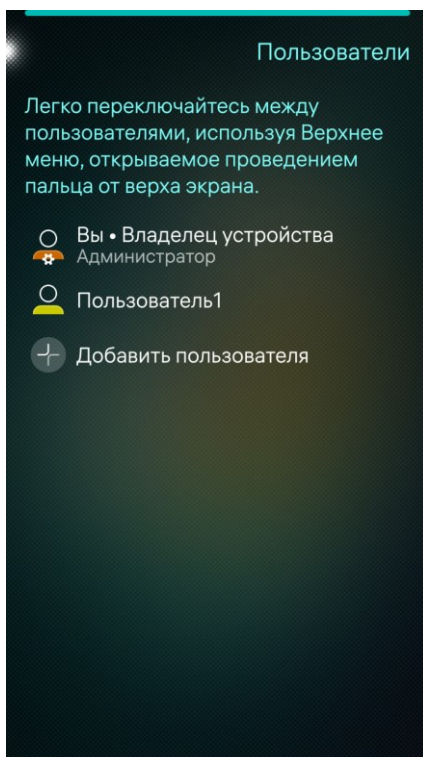 Пользователи
Легко переключайтесь между
пользователями, используя Верхнее
меню, открываемое проведением
пальца от верха экрана.
Вы • Владелец устройства
Администратор
Пользователь1
Добавить пользователя